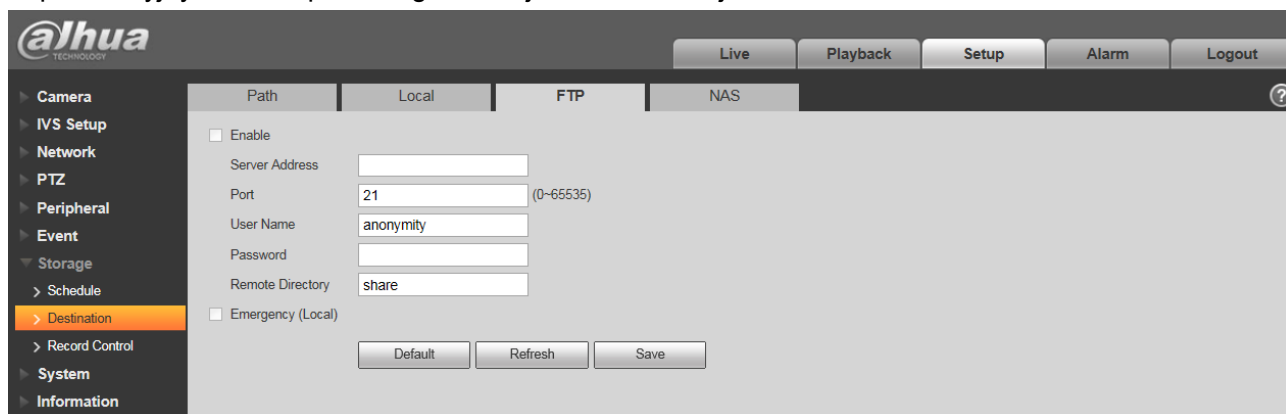 alhua
TECHNOLOGY
Live Playback Setup Alarm Logout
Camera
IVS Setup
Network
PTZ
Peripheral
Event
Storage
> Schedule
> Destination
> Record Control
System
Information
Path Local FTP NAS
?
Enable
Server Address
Port 21 (0~65535)
User Name anonymity
Password
Remote Directory share
Emergency (Local)
Default Refresh Save